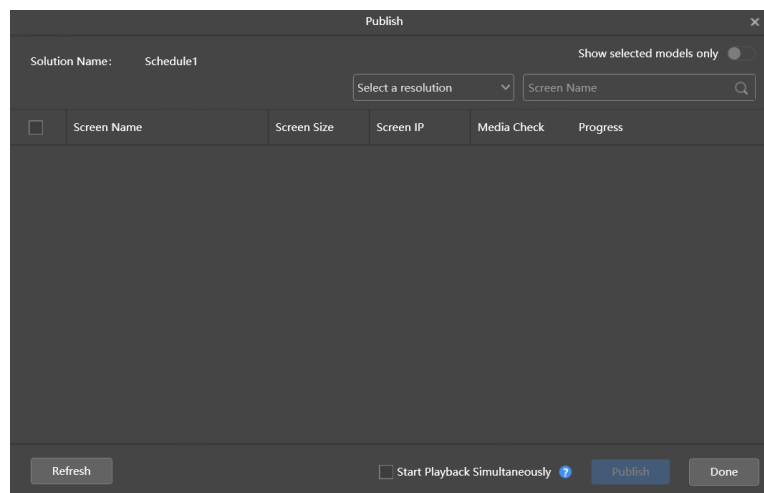 Publish
Solution Name: Schedule1
Show selected models only
Select a resolution Screen Name
Screen Name Screen Size Screen IP Media Check Progress
Refresh Start Playback Simultaneously ? Publish Done